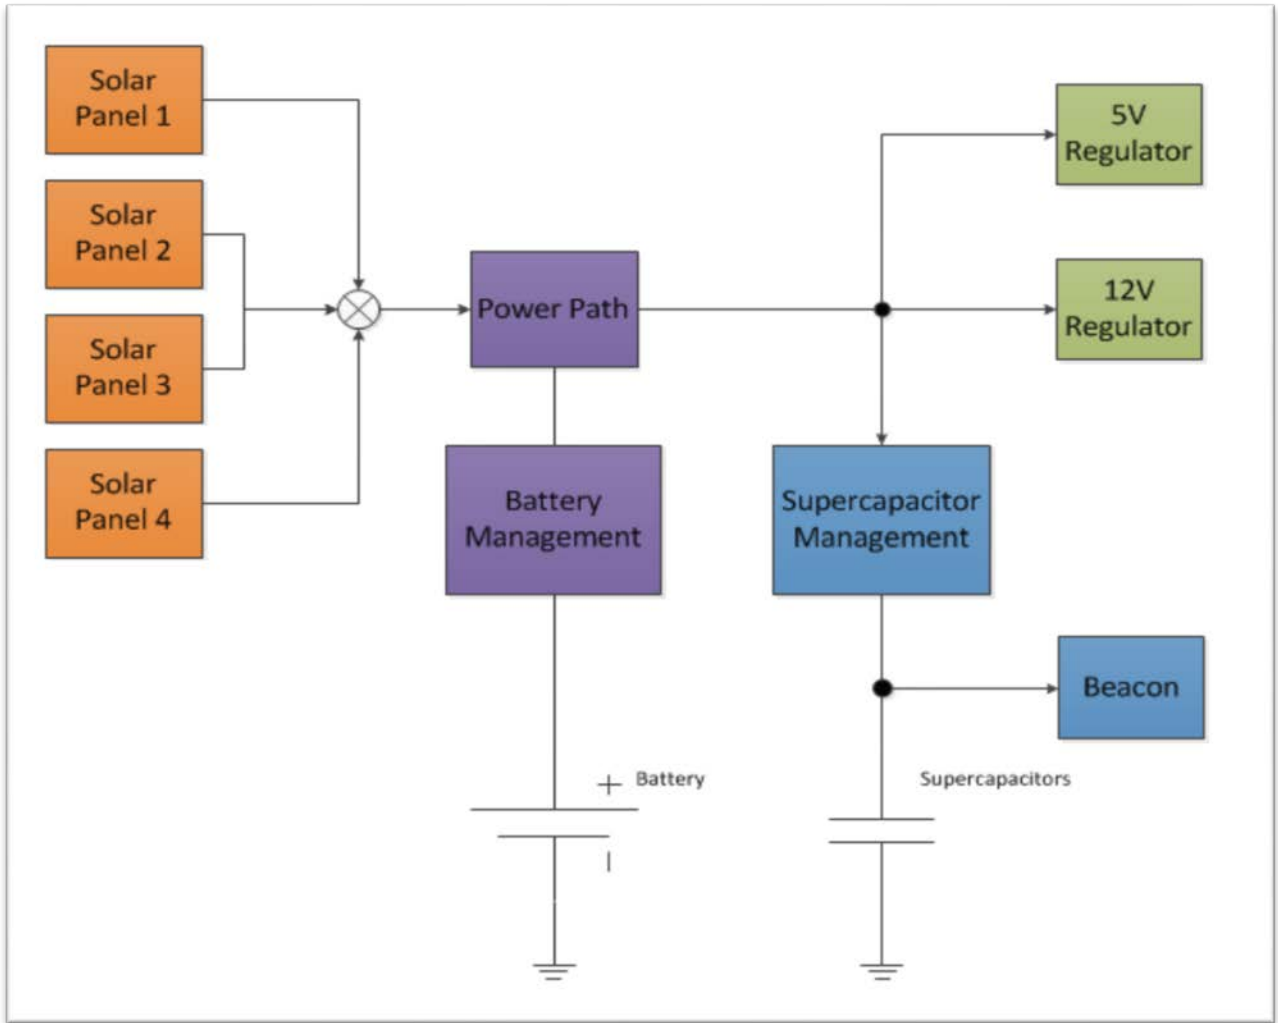 Solar
Panel 1
Solar
Panel 2
Solar
Panel 3
Solar
Panel 4
Power Path
Battery
Management
5V
Regulator
12V
Regulator
Supercapacitor
Management
Beacon
+ Battery
Supercapacitors